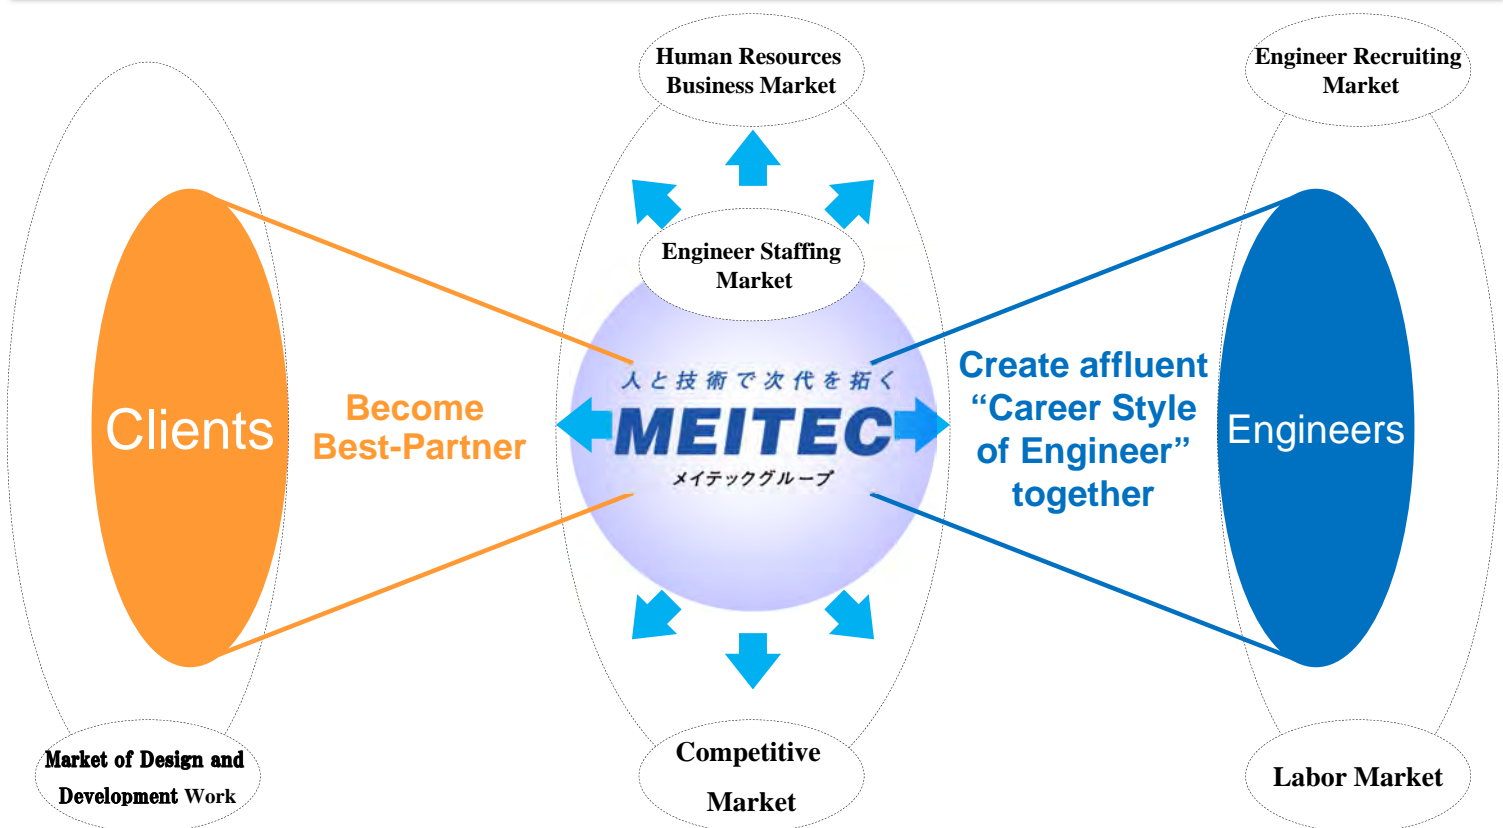 Human Resources
Business Market
Engineer Recruiting
Market
Engineer Staffing
Market
Clients
Become
Best-Partner
人と技術で次代を拓く
MEITEC
メイテックグループ
Create affluent
“Career Style
of Engineer”
together
Engineers
Market of Design and
Development Work
Competitive
Market
Labor Market